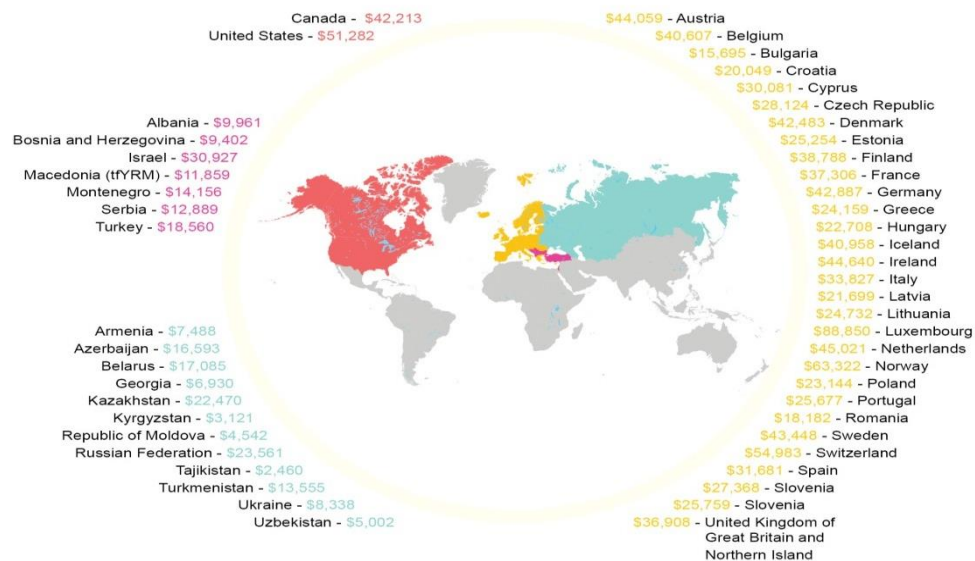 Canada - $42,213
United States - $51,282
Albania - $9,961
Bosnia and Herzegovina - $9,402
Israel - $30,927
Macedonia (tfYRM) - $11,859
Montenegro - $14,156
Serbia - $12,889
Turkey - $18,560
Armenia - $7,488
Azerbaijan - $16,593
Belarus - $17,085
Georgia - $6,930
Kazakhstan - $22,470
Kyrgyzstan - $3,121
Republic of Moldova - $4,542
Russian Federation - $23,561
Tajikistan - $2,460
Turkmenistan - $13,555
Ukraine - $8,338
Uzbekistan - $5,002
$44,059 - Austria
$40,607 - Belgium
$15,695 - Bulgaria
$20,049 - Croatia
$30,081 - Cyprus
$28,124 - Czech Republic
$42,483 - Denmark
$25,254 - Estonia
$38,788 - Finland
$37,306 - France
$42,887 - Germany
$24,159 - Greece
$22,708 - Hungary
$40,958 - Iceland
$44,640 - Ireland
$33,827 - Italy
$21,699 - Latvia
$24,732 - Lithuania
$88,850 - Luxembourg
$45,021 - Netherlands
$63,322 - Norway
$23,144 - Poland
$25,677 - Portugal
$18,182 - Romania
$43,448 - Sweden
$54,983 - Switzerland
$31,681 - Spain
$27,368 - Slovenia
$25,759 - Slovenia
$36,908 - United Kingdom of
Great Britain and
Northern Island